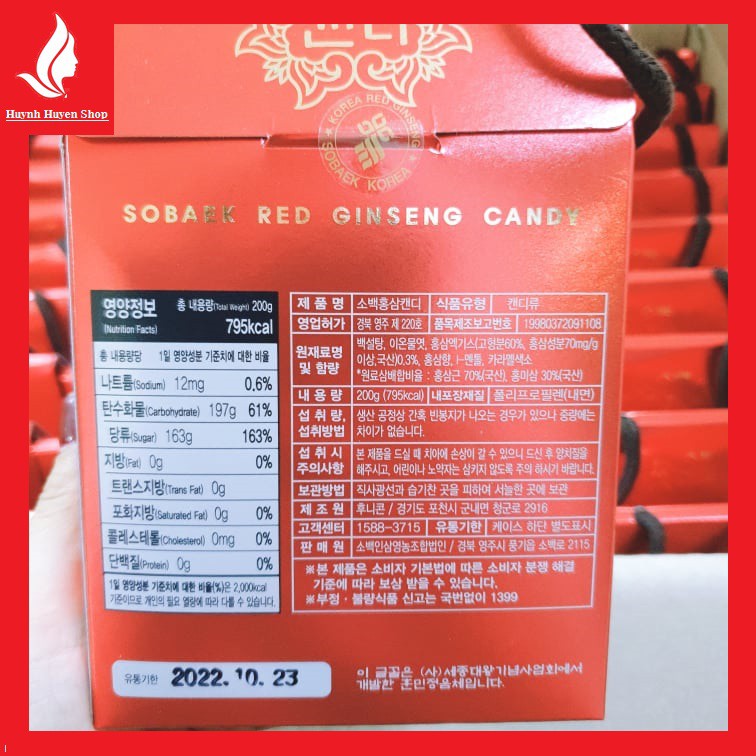 Huynh Huyen Shop
캔디
KOREA RED GINSENG
SOBAEK KOREA
SOBAEK RED GINSENG CANDY
영양정보 총 내용량(Total Weight) 200g
(Nutrition Facts) 795kcal
총 내용량당 1일 영양성분 기준치에 대한 비율
나트륨(Sodium) 12mg 0,6%
탄수화물(Carbohydrate) 197g 61%
당류(Sugar) 163g 163%
지방(Fat) 0g 0%
트랜스지방(Trans Fat) 0g
포화지방(Saturated Fat) 0g 0%
콜레스테롤(Cholesterol) 0mg 0%
단백질(Protein) 0g 0%
1일 영양성분 기준치에 대한 비율(%)은 2,000kcal
기준이므로 개인의 필요 열량에 따라 다를 수 있습니다.
제 품 명 소백홍삼캔디 식품유형 캔디류
영업허가 경북 영주 제 220호 품목제조보고번호 19980372091108
원재료명 및 함량 백설탕, 이온물엿, 홍삼엑기스(고형분60%, 홍삼성분70mg/g
이상,국산)0.3%, 홍삼향, l-멘톨, 카라멜색소
*원료삼배합비율 : 홍삼근 70%(국산), 홍미삼 30%(국산)
내 용 량 200g (795kcal) 내포장재질 폴리프로필렌(내면)
섭 취 량, 섭취방법 생산 공정상 간혹 빈봉지가 나오는 경우가 있으나 중량에는
차이가 없습니다.
섭 취 시 주의사항 본 제품을 드실 때 치아에 손상이 갈 수 있으니 드신 후 양치질을
해주시고, 어린이나 노약자는 삼키지 않도록 주의 하시기 바랍니다.
보관방법 직사광선과 습기찬 곳을 피하여 서늘한 곳에 보관
제 조 원 후니콘 / 경기도 포천시 군내면 청군로 2916
고객센터 1588-3715 유통기한 케이스 하단 별도표시
판 매 원 소백인삼영농조합법인 / 경북 영주시 풍기읍 소백로 2115
※본 제품은 소비자 기본법에 따른 소비자 분쟁 해결
기준에 따라 보상 받을 수 있습니다.
※부정·불량식품 신고는 국번없이 1399
유통기한 2022.10.23
이 글꼴은 (사)세종대왕기념사업회에서
개발한 훈민정음체입니다.